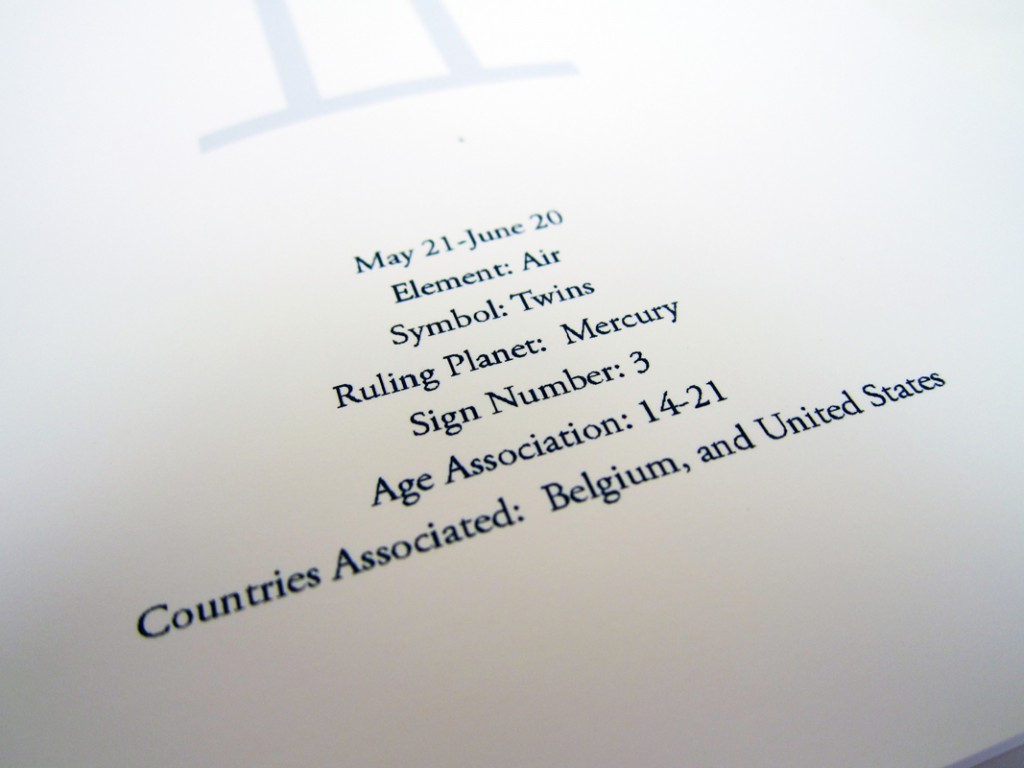 May 21-June 20
Element: Air
Symbol: Twins
Ruling Planet:  Mercury
Sign Number: 3
Age Association: 14-21
Countries Associated:  Belgium, and United States